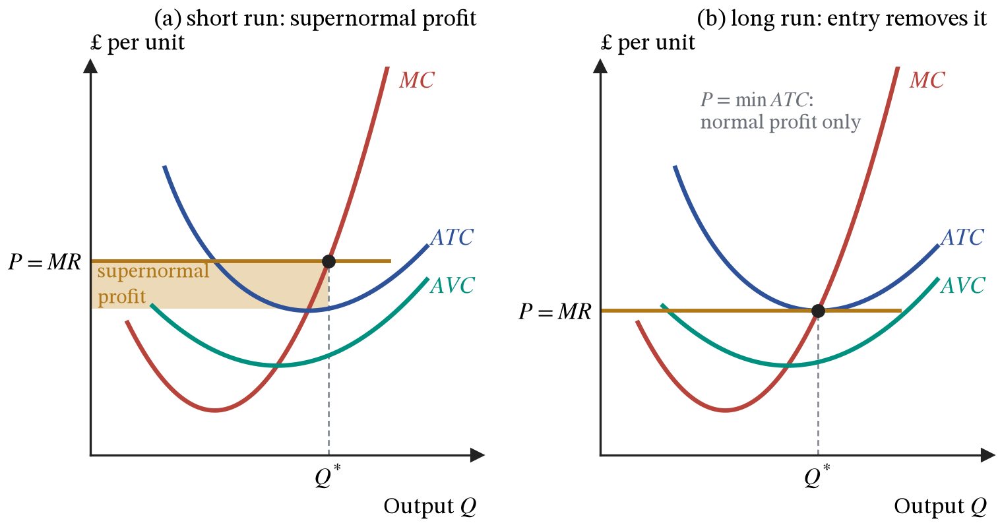 (a) short run: supernormal profit
£ per unit
MC
ATC
P = MR
supernormal
profit
AVC
Q*
Output Q
(b) long run: entry removes it
£ per unit
MC
P = min ATC:
normal profit only
ATC
AVC
P = MR
Q*
Output Q